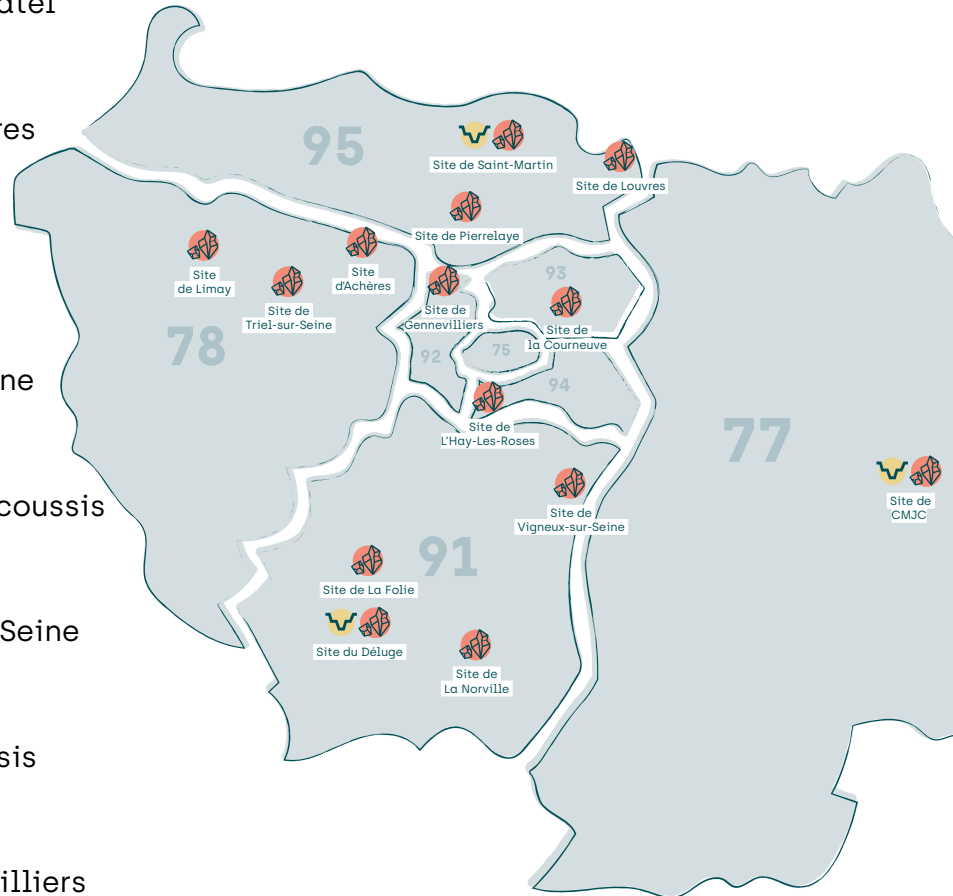 res
ne
coussis
Seine
sis
illiers
95
Site de Saint-Martin
Site de Louvres
Site de Pierrelaye
Site
de Limay
Site
d'Achères
Site de
Triel-sur-Seine
78
Site de
Gennevilliers
93
Site de
la Courneuve
92
75
94
Site de
L'Hay-Les-Roses
77
Site de
CMJC
Site de
Vigneux-sur-Seine
91
Site de La Folie
Site du Déluge
Site de
La Norville